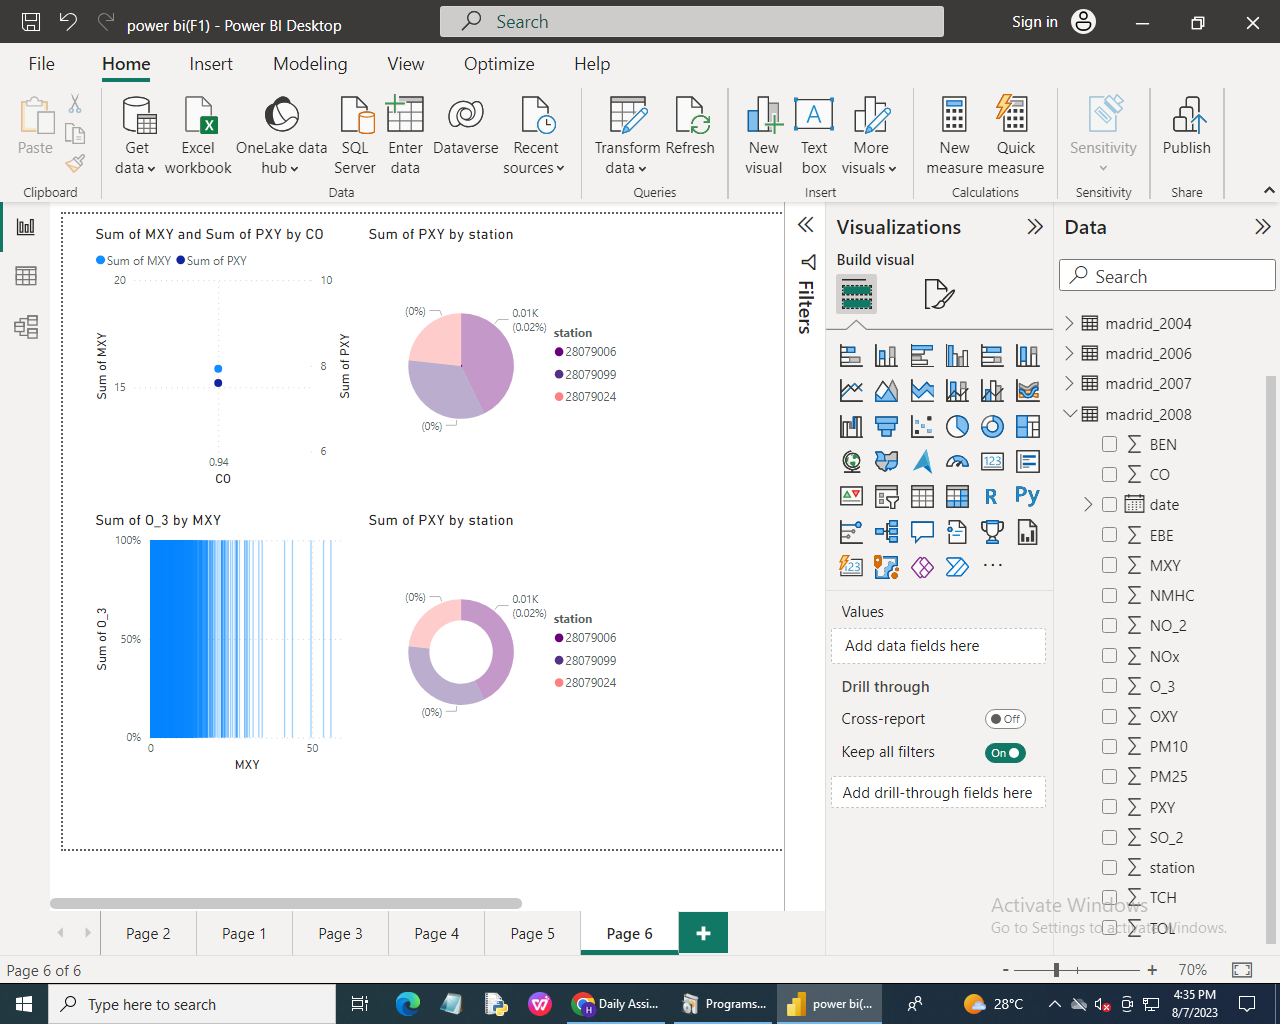 power bi(F1) - Power BI Desktop
Search
Sign in
File
Home
Insert
Modeling
View
Optimize
Help
Paste
Get data
Excel workbook
OneLake data hub
SQL Server
Enter data
Dataverse
Recent sources
Transform data
Refresh
New visual
Text box
A
More visuals
New measure
Quick measure
Sensitivity
Publish
Clipboard
Data
Queries
Insert
Calculations
Sensitivity
Share
Sum of MXY and Sum of PXY by CO
Sum of MXY
Sum of PXY
20
10
Sum of MXY
15
8
Sum of PXY
6
0.94
CO
Sum of PXY by station
(0%)
0.01K
(0.02%)
(0%)
station
28079006
28079099
28079024
Sum of O_3 by MXY
100%
Sum of O_3
50%
0%
0
50
MXY
Sum of PXY by station
(0%)
0.01K
(0.02%)
(0%)
station
28079006
28079099
28079024
Filters
Visualizations
Build visual
123
R
Py
123
...
Values
Add data fields here
Drill through
Cross-report
Off
Keep all filters
On
Add drill-through fields here
Data
Search
madrid_2004
madrid_2006
madrid_2007
madrid_2008
BEN
CO
date
EBE
MXY
NMHC
NO_2
NOx
O_3
OXY
PM10
PM25
PXY
SO_2
station
TCH
TOL
Activate Windows
Go to Settings to activate Windows.
Page 2
Page 1
Page 3
Page 4
Page 5
Page 6
+
Page 6 of 6
- + 70%
Type here to search
Daily Assi...
Programs...
power bi(...
28°C
4:35 PM
8/7/2023